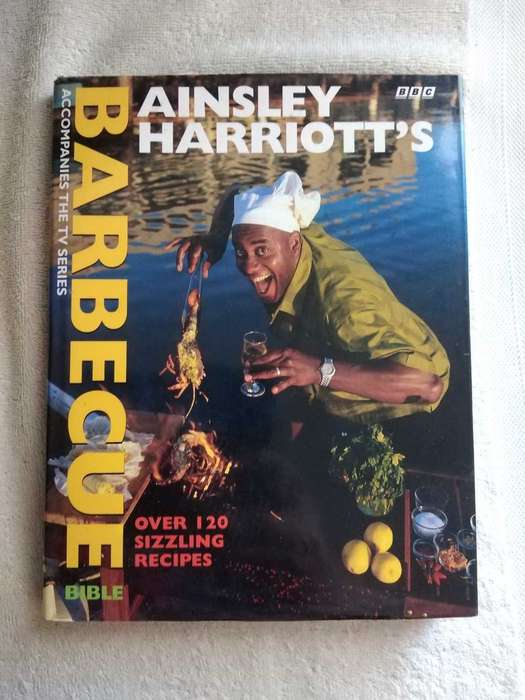 AINSLEY
HARRIOTT'S
BBC
BARBECUE
BIBLE
ACCOMPANIES THE TV SERIES
OVER 120
SIZZLING
RECIPES